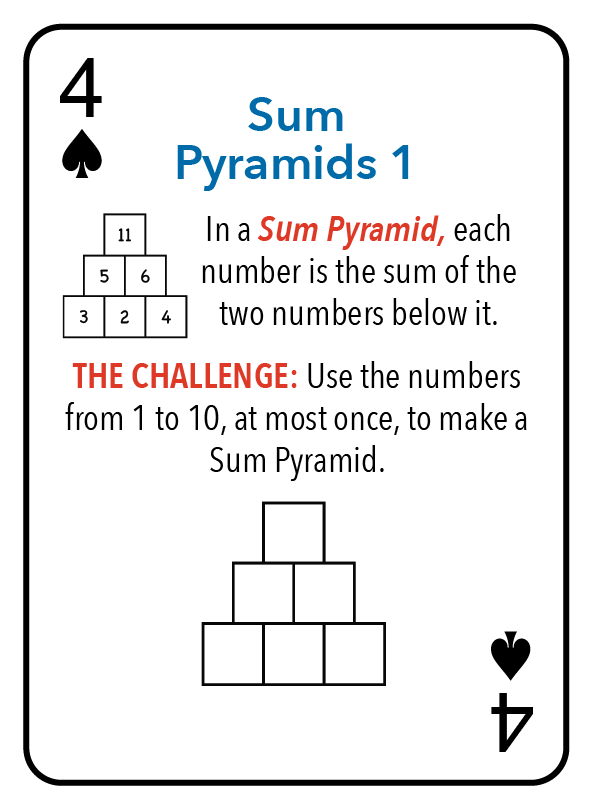 4
Sum
Pyramids 1
11
5 6
3 2 4
In a Sum Pyramid, each
number is the sum of the
two numbers below it.
THE CHALLENGE: Use the numbers
from 1 to 10, at most once, to make a
Sum Pyramid.
4